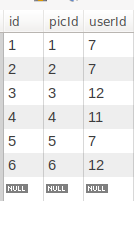 id picId userId
1 1 7
2 2 7
3 3 12
4 4 11
5 5 7
6 6 12
NULL NULL NULL